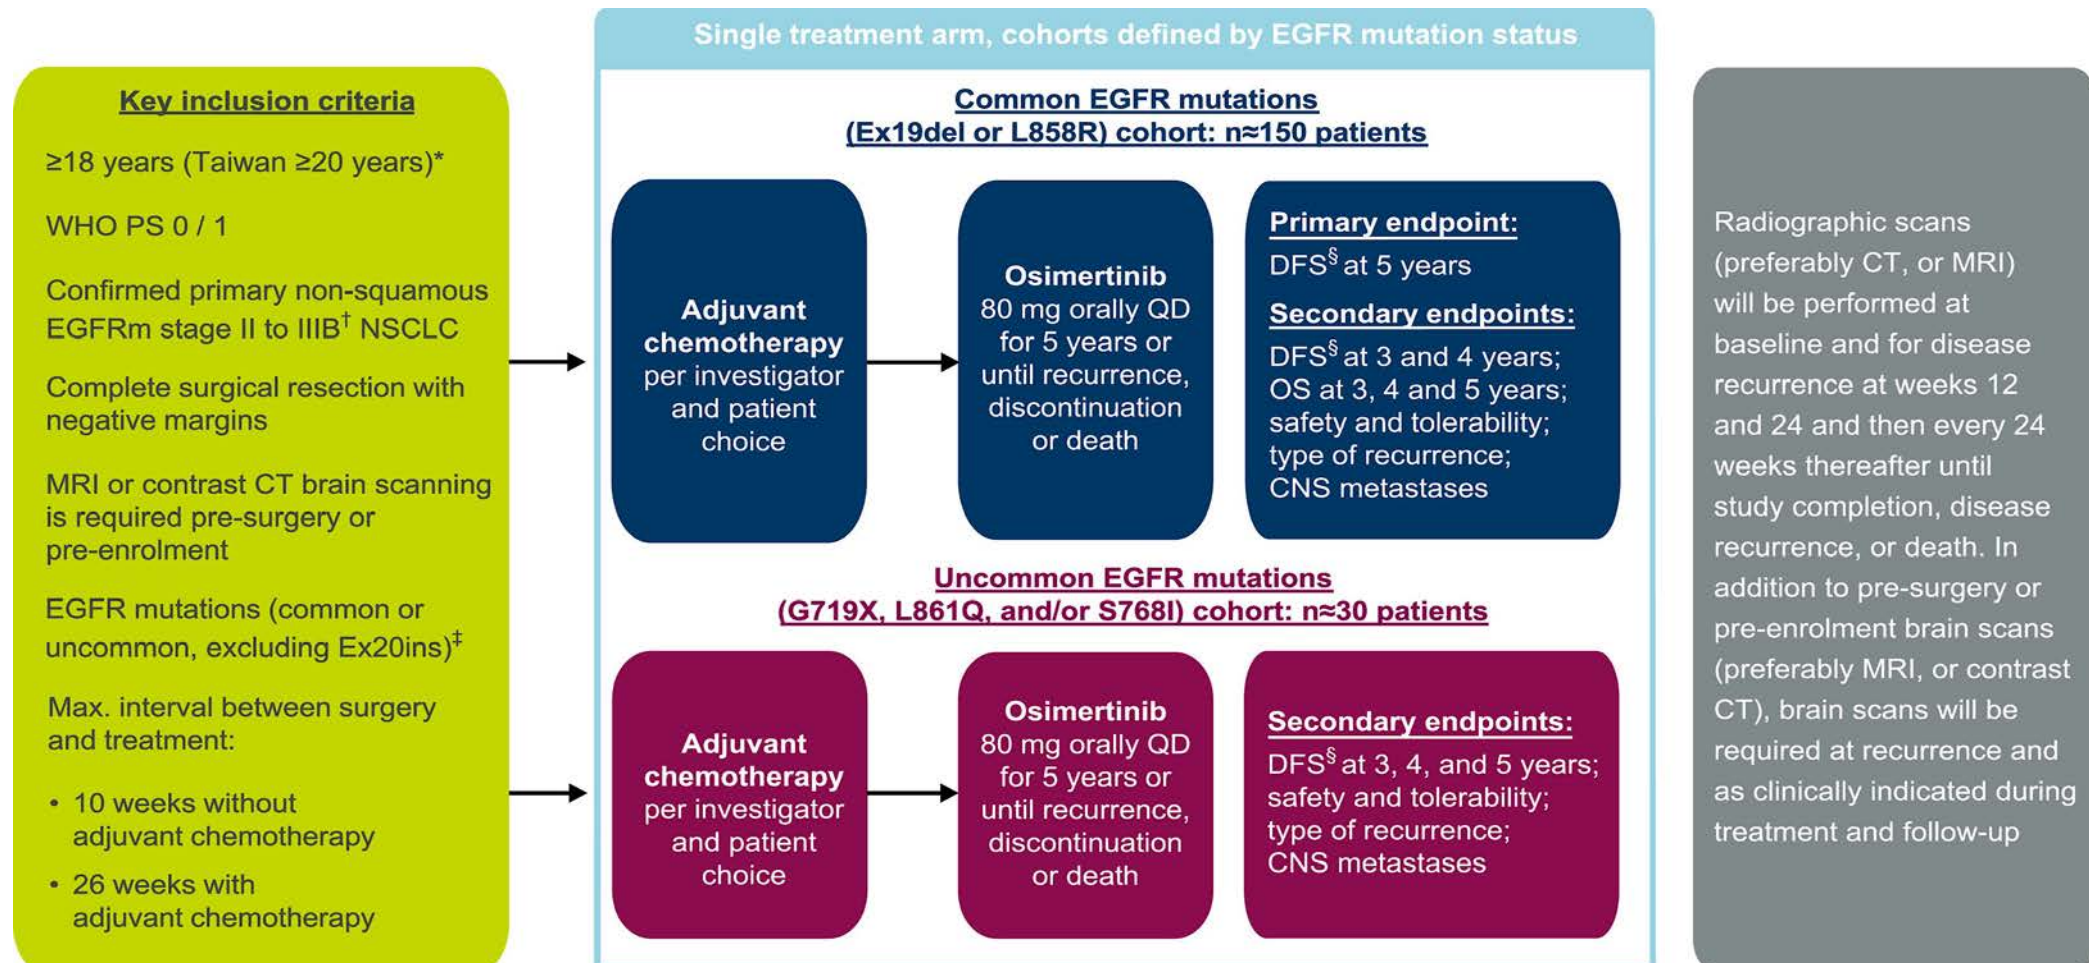 Single treatment arm, cohorts defined by EGFR mutation status
Key inclusion criteria
≥18 years (Taiwan ≥20 years)*
WHO PS 0 / 1
Confirmed primary non-squamous
EGFRm stage II to IIIB† NSCLC
Complete surgical resection with
negative margins
MRI or contrast CT brain scanning
is required pre-surgery or
pre-enrolment
EGFR mutations (common or
uncommon, excluding Ex20ins)‡
Max. interval between surgery
and treatment:
• 10 weeks without
adjuvant chemotherapy
• 26 weeks with
adjuvant chemotherapy
Common EGFR mutations
(Ex19del or L858R) cohort: n≈150 patients
Adjuvant
chemotherapy
per investigator
and patient
choice
Osimertinib
80 mg orally QD
for 5 years or
until recurrence,
discontinuation
or death
Primary endpoint:
DFS§ at 5 years
Secondary endpoints:
DFS§ at 3 and 4 years;
OS at 3, 4 and 5 years;
safety and tolerability;
type of recurrence;
CNS metastases
Uncommon EGFR mutations
(G719X, L861Q, and/or S768I) cohort: n≈30 patients
Adjuvant
chemotherapy
per investigator
and patient
choice
Osimertinib
80 mg orally QD
for 5 years or
until recurrence,
discontinuation
or death
Secondary endpoints:
DFS§ at 3, 4, and 5 years;
safety and tolerability;
type of recurrence;
CNS metastases
Radiographic scans
(preferably CT, or MRI)
will be performed at
baseline and for disease
recurrence at weeks 12
and 24 and then every 24
weeks thereafter until
study completion, disease
recurrence, or death. In
addition to pre-surgery or
pre-enrolment brain scans
(preferably MRI, or contrast
CT), brain scans will be
required at recurrence and
as clinically indicated during
treatment and follow-up